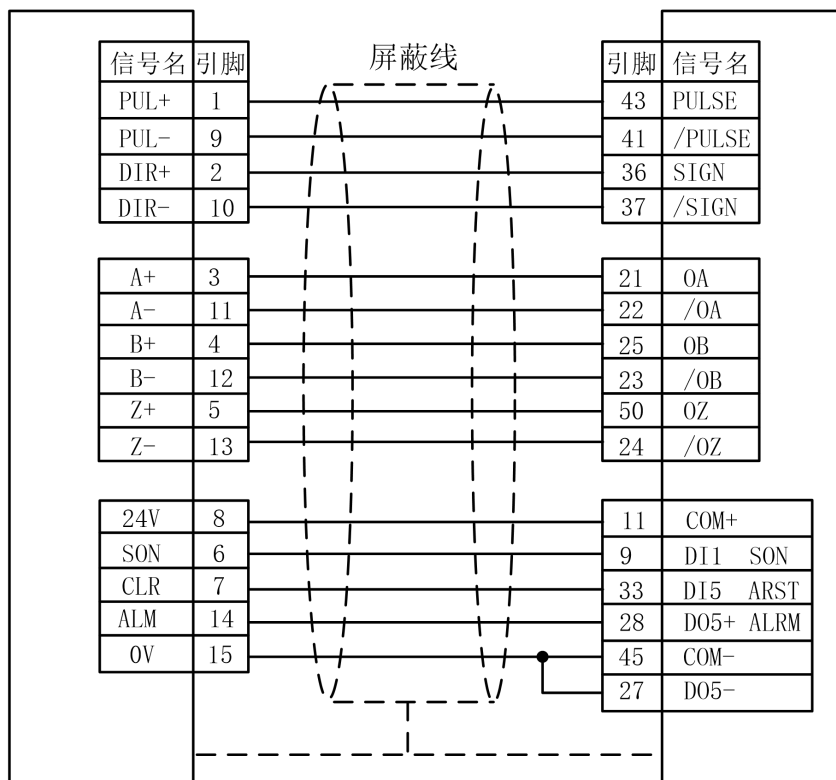 屏蔽线
信号名 引脚 引脚 信号名
PUL+ 1 43 PULSE
PUL- 9 41 /PULSE
DIR+ 2 36 SIGN
DIR- 10 37 /SIGN
A+ 3 21 OA
A- 11 22 /OA
B+ 4 25 OB
B- 12 23 /OB
Z+ 5 50 OZ
Z- 13 24 /OZ
24V 8 11 COM+
SON 6 9 DI1 SON
CLR 7 33 DI5 ARST
ALM 14 28 DO5+ ALRM
0V 15 45 COM-
27 DO5-